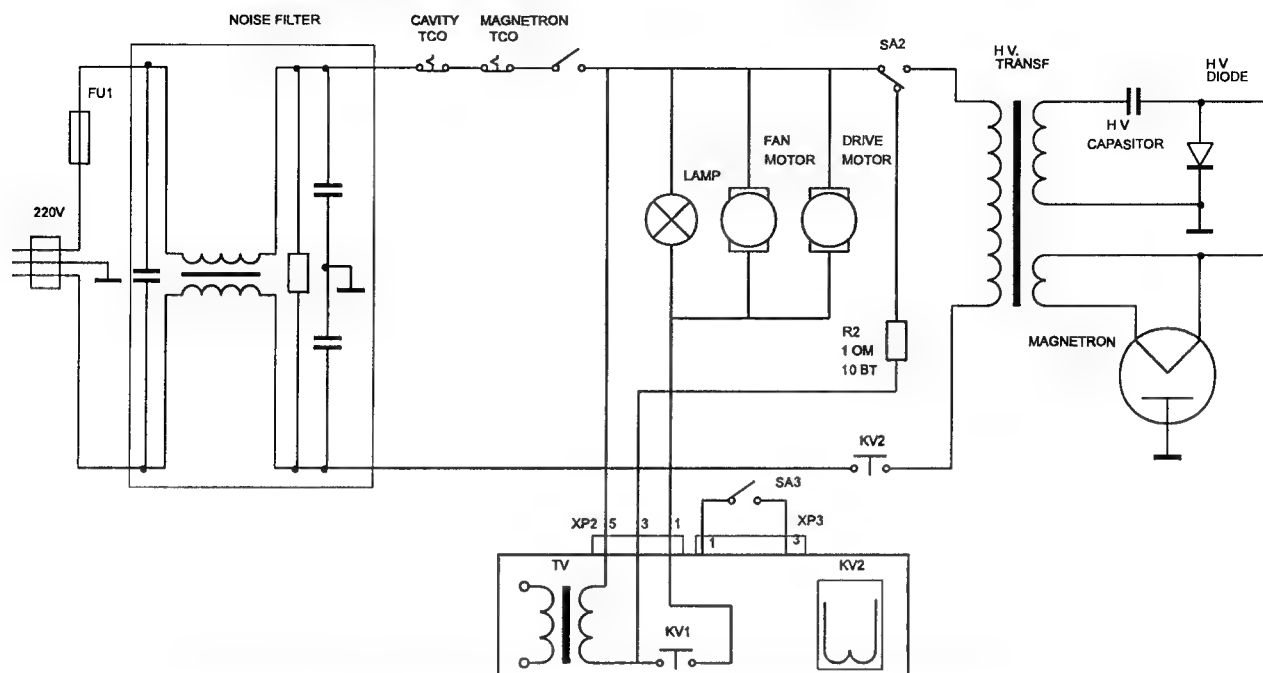 NOISE FILTER
CAVITY
TCO
MAGNETRON
TCO
SA2
H V.
TRANSF
H V
DIODE
FU1
H V
CAPASITOR
FAN
MOTOR
DRIVE
MOTOR
LAMP
220V
R2
1 OM
10 BT
MAGNETRON
KV2
SA3
XP2 5 3 1
1 3 XP3
TV
KV2
KV1